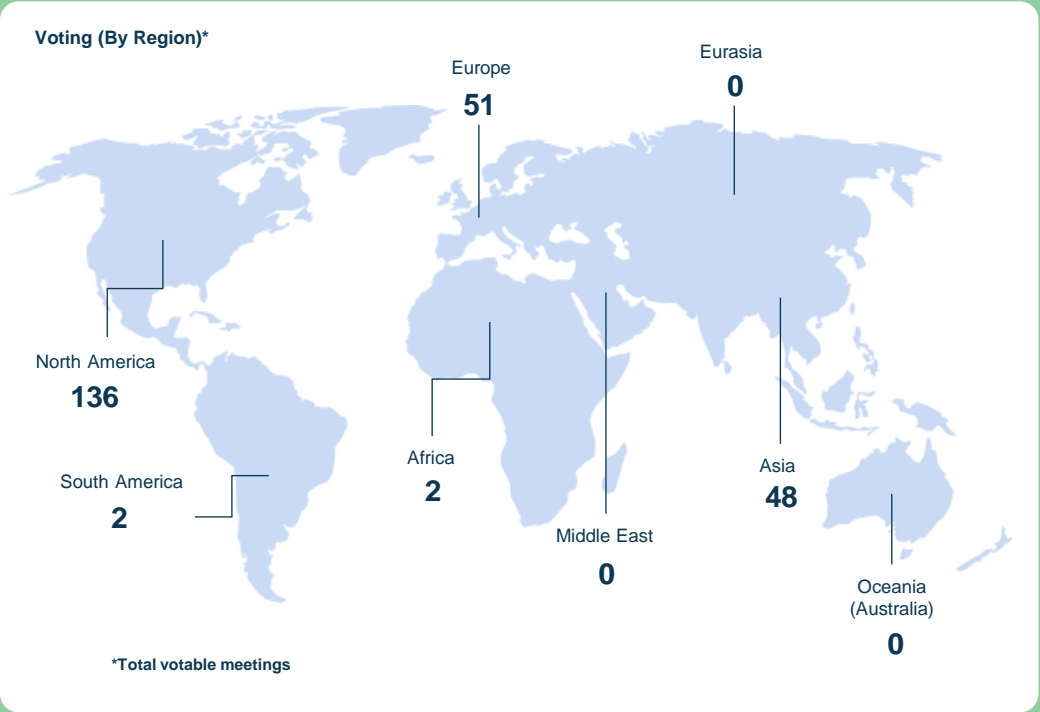 Voting (By Region)*
Eurasia
0
Europe
51
North America
136
Africa
2
Asia
48
South America
2
Middle East
0
Oceania
(Australia)
0
*Total votable meetings